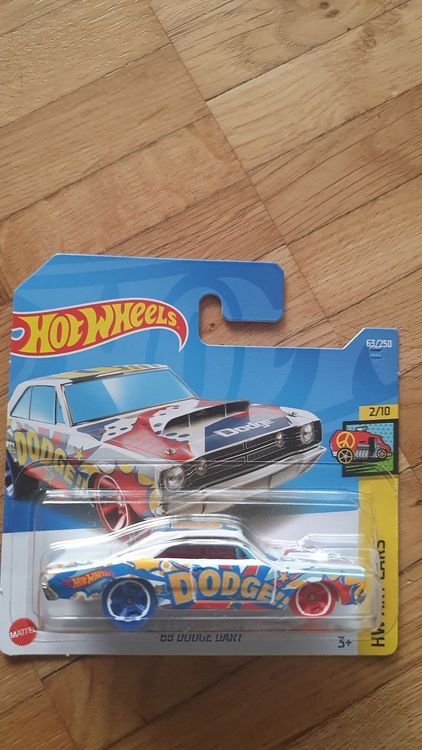 HOT WHEELS
63/250
2/10
Dodge
DODGE!!
HOT WHEELS
DODGE!!
HW ART CARS
MATTEL
68 DODGE DART
3+